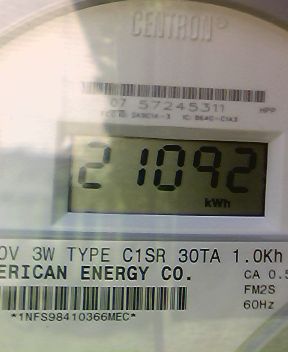 CENTRON®
07 57245311
HPP
21092
kWh
0V 3W TYPE C1SR 30TA 1.0Kh
ERICAN ENERGY CO.
CA 0.5
FM2S
60Hz
*1NFS98410366MEC*